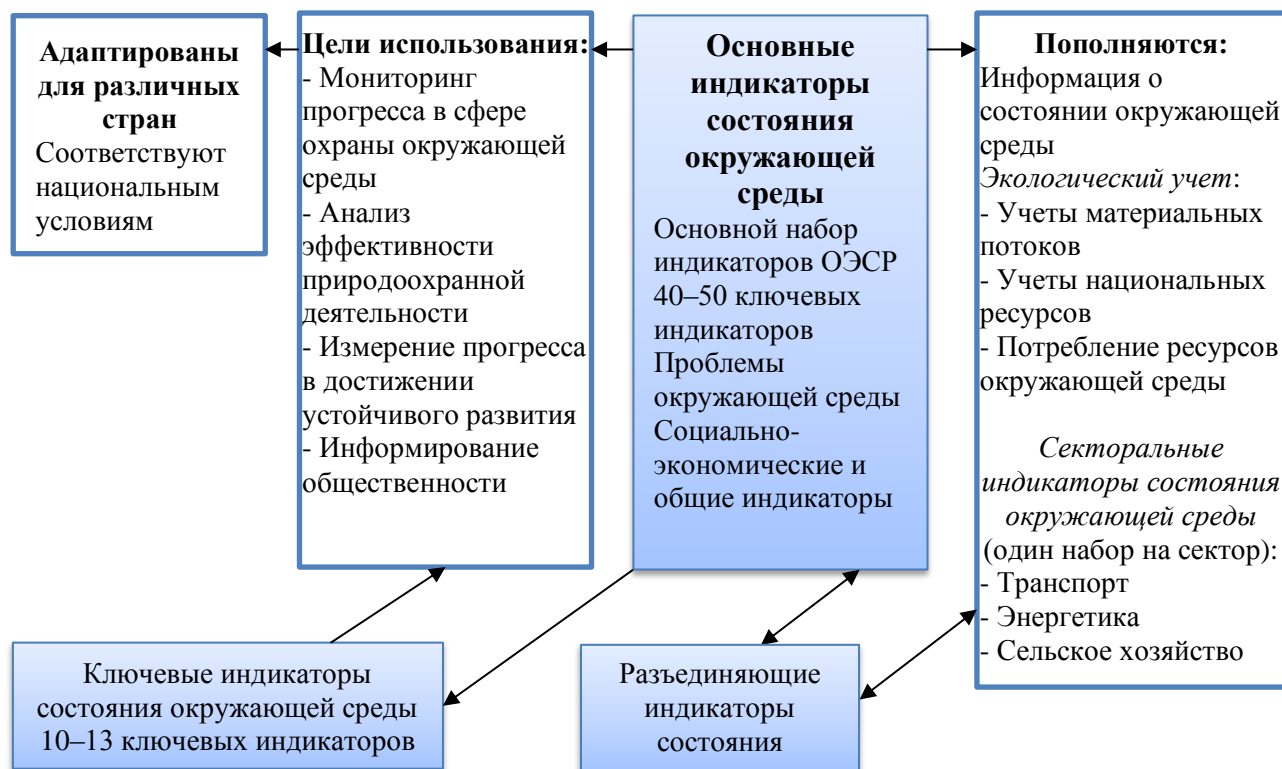 Адаптированы
для различных
стран
Соответствуют
национальным
условиям
Цели использования:
- Мониторинг
прогресса в сфере
охраны окружающей
среды
- Анализ
эффективности
природоохранной
деятельности
- Измерение прогресса
в достижении
устойчивого развития
- Информирование
общественности
Основные
индикаторы
состояния
окружающей
среды
Основной набор
индикаторов ОЭСР
40–50 ключевых
индикаторов
Проблемы
окружающей среды
Социально-
экономические и
общие индикаторы
Пополняются:
Информация о
состоянии окружающей
среды
Экологический учет:
- Учеты материальных
потоков
- Учеты национальных
ресурсов
- Потребление ресурсов
окружающей среды
Секторальные
индикаторы состояния
окружающей среды
(один набор на сектор):
- Транспорт
- Энергетика
- Сельское хозяйство
Ключевые индикаторы
состояния окружающей среды
10–13 ключевых индикаторов
Разъединяющие
индикаторы
состояния